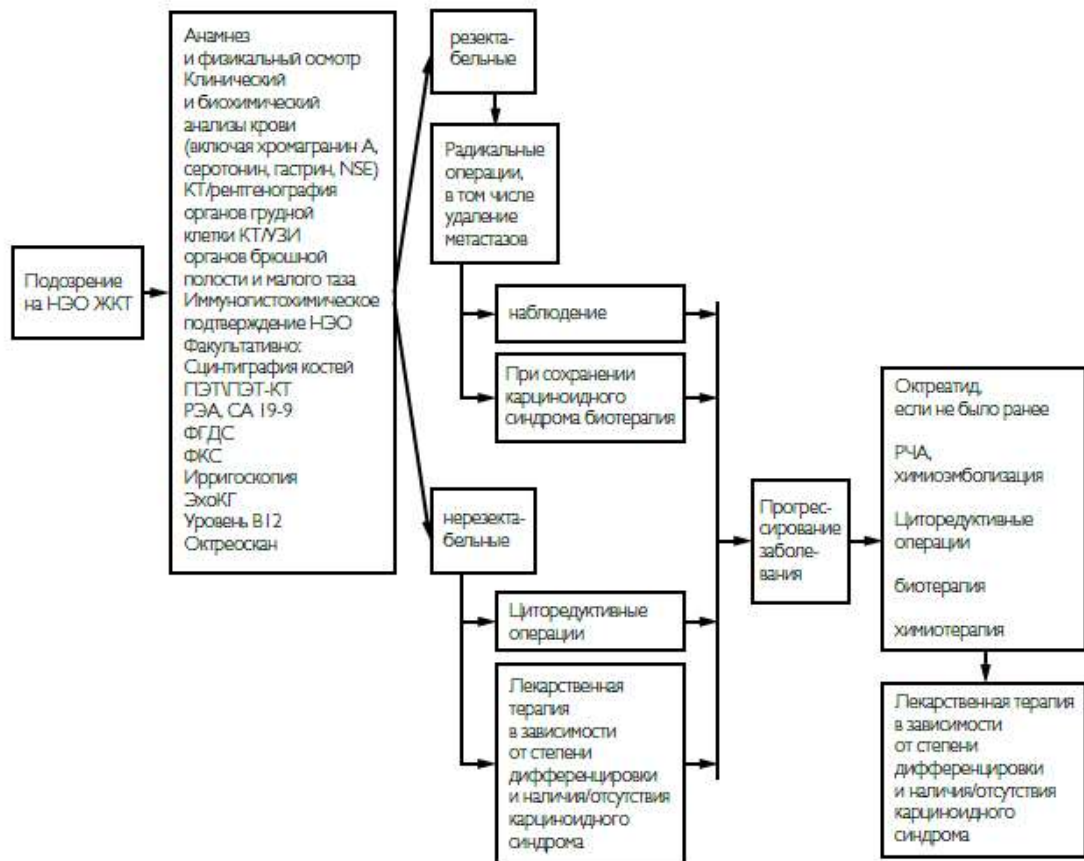 Подозрение
на НЭО ЖКТ
Анамнез
и физикальный осмотр
Клинический
и биохимический
анализы крови
(включая хромагранин А,
серотонин, гастрин, NSE)
КТ/рентгенография
органов грудной
клетки КТ/УЗИ
органов брюшной
полости и малого таза
Иммуногистохимическое
подтверждение НЭО
Факультативно:
Сцинтиграфия костей
ПЭТ\ПЭТ-КТ
РЭА, СА 19-9
ФГДС
ФКС
Ирригоскопия
ЭхоКГ
Уровень В12
Октреоскан
резекта-
бельные
Радикальные
операции,
в том числе
удаление
метастазов
наблюдение
При сохранении
карциноидного
синдрома биотерапия
нерезекта-
бельные
Циторедуктивные
операции
Лекарственная
терапия
в зависимости
от степени
дифференцировки
и наличия/отсутствия
карциноидного
синдрома
Прогрес-
сирование
заболе-
вания
Октреатид,
если не было ранее
РЧА,
химиоэмболизация
Циторедуктивные
операции
биотерапия
химиотерапия
Лекарственная терапия
в зависимости
от степени
дифференцировки
и наличия/отсутствия
карциноидного
синдрома